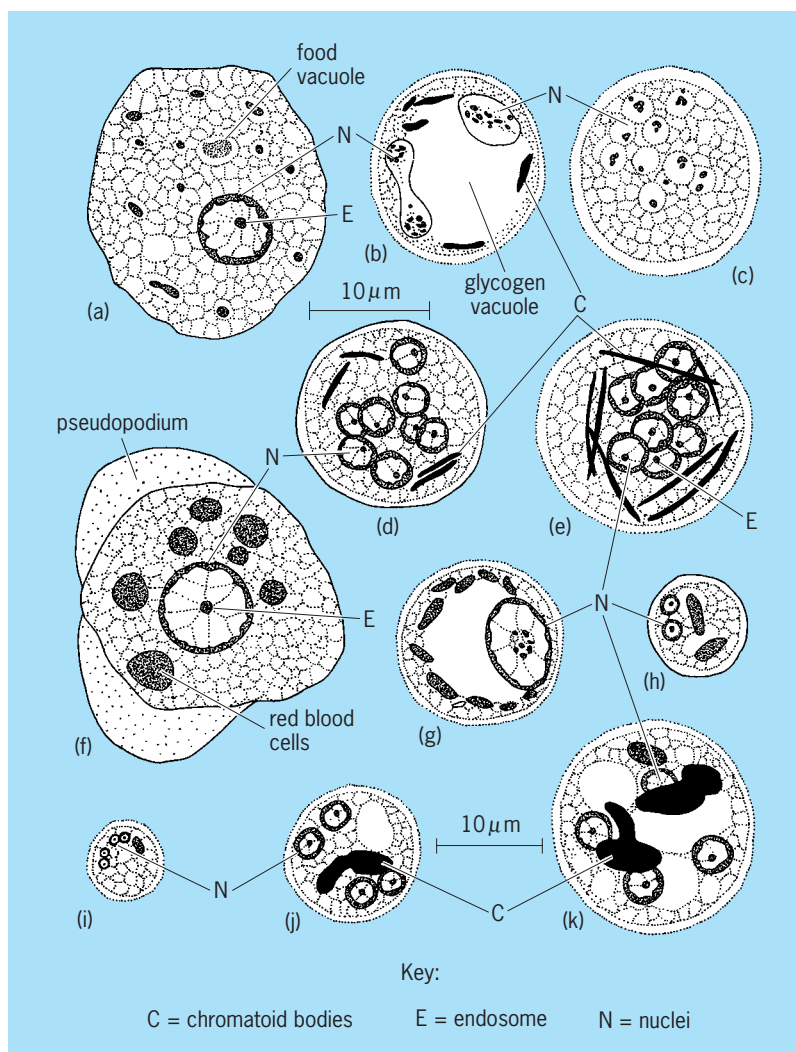 food
vacuole
N
N
E
(a)
(b)
glycogen
vacuole
(c)
C
10 μm
pseudopodium
N
(d)
(e)
E
E
N
(h)
red blood
cells
(f)
(g)
10 μm
N
(i)
(j)
C
(k)
Key:
C = chromatoid bodies E = endosome N = nuclei